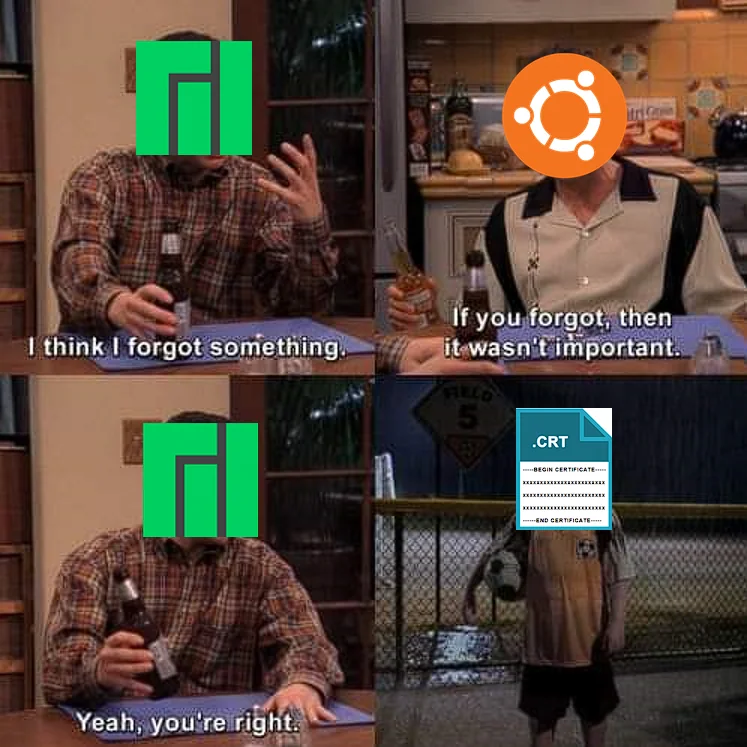 I think I forgot something.
If you forgot, then
it wasn't important.
Yeah, you're right.
FIELD
5
.CRT
-----BEGIN CERTIFICATE-----
xxxxxxxxxxxxxxxxxxxxxxxx
xxxxxxxxxxxxxxxxxxxxxxxx
xxxxxxxxxxxxxxxxxxxxxxxx
-----END CERTIFICATE-----